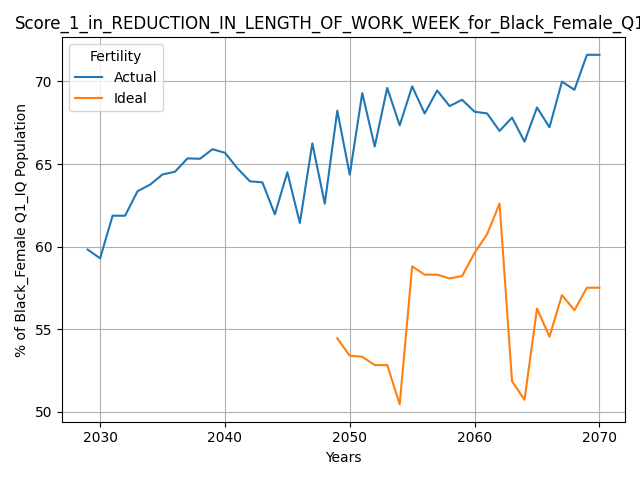 Score_1_in_REDUCTION_IN_LENGTH_OF_WORK_WEEK_for_Black_Female_Q1
Fertility
Actual
Ideal
% of Black_Female Q1_IQ Population
70
65
60
55
50
2030 2040 2050 2060 2070
Years